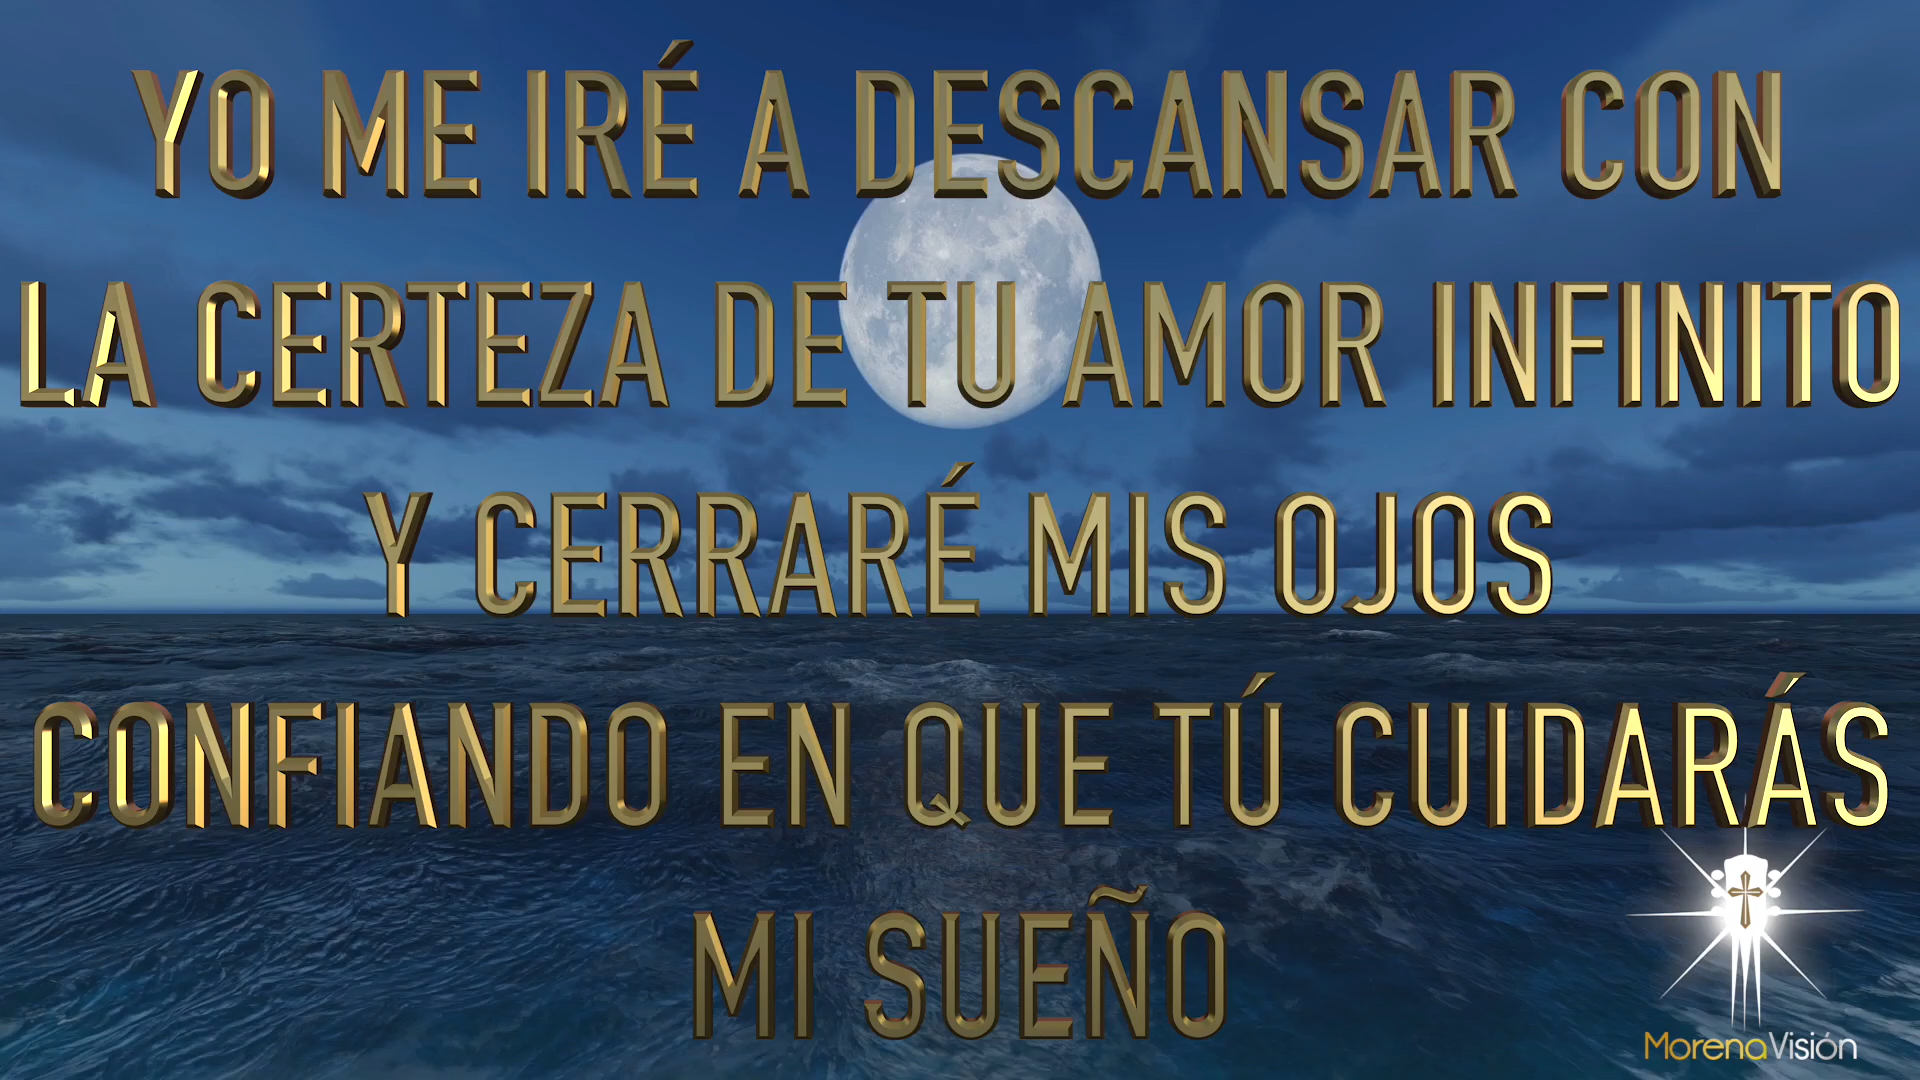 YO ME IRÉ A DESCANSAR CON
LA CERTEZA DE TU AMOR INFINITO
Y CERRARÉ MIS OJOS
CONFIANDO EN QUE TÚ CUIDARÁS
MI SUEÑO
MorenaVisión